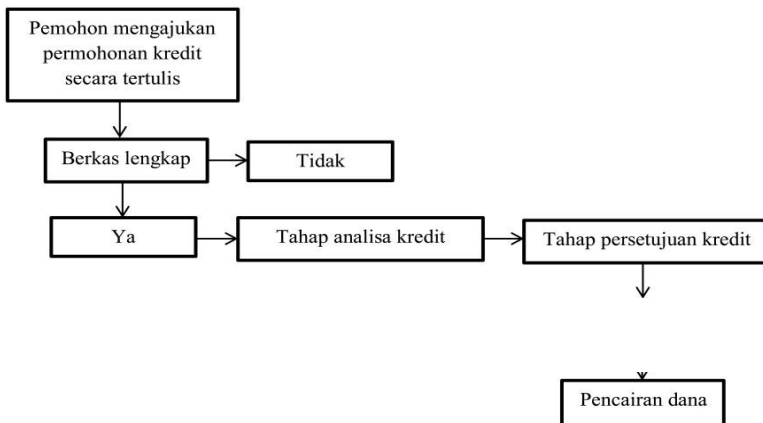 Pemohon mengajukan
permohonan kredit
secara tertulis
Berkas lengkap
Tidak
Ya
Tahap analisa kredit
Tahap persetujuan kredit
Pencairan dana